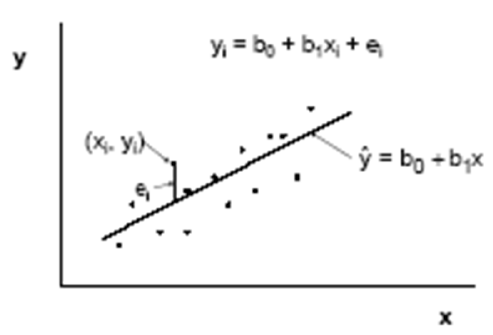 y
yᵢ = b₀ + b₁xᵢ + eᵢ
(xᵢ, yᵢ)
eᵢ
ŷ = b₀ + b₁x
x